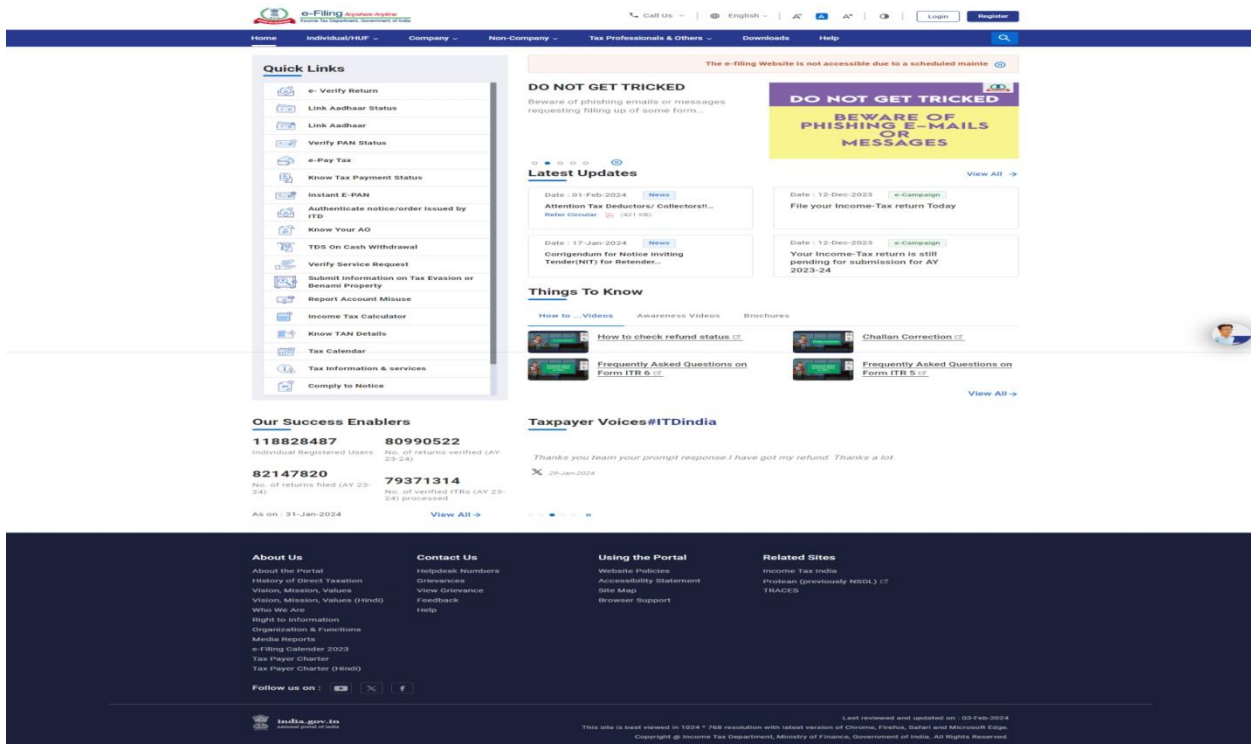 e-Filing Anywhere Anytime
Income Tax Department, Government of India
Call Us
English
A-
A
A+
Login
Register
Home
Individual/HUF
Company
Non-Company
Tax Professionals & Others
Downloads
Help
Quick Links
e- Verify Return
Link Aadhaar Status
Link Aadhaar
Verify PAN Status
e-Pay Tax
Know Tax Payment Status
Instant E-PAN
Authenticate notice/order issued by
ITD
Know Your AO
TDS On Cash Withdrawal
Verify Service Request
Submit Information on Tax Evasion or
Benami Property
Report Account Misuse
Income Tax Calculator
Know TAN Details
Tax Calendar
Tax Information & services
Comply to Notice
The e-filing Website is not accessible due to a scheduled mainte
DO NOT GET TRICKED
Beware of phishing emails or messages
requesting filling up of some form...
DO NOT GET TRICKED
BEWARE OF
PHISHING E-MAILS
OR
MESSAGES
Latest Updates
View All →
Date : 01-Feb-2024 News
Attention Tax Deductors/ Collectors!!...
Refer Circular (421 KB)
Date : 12-Dec-2023 e-Campaign
File your Income-Tax return Today
Date : 17-Jan-2024 News
Corrigendum for Notice Inviting
Tender(NIT) for Retender...
Date : 12-Dec-2023 e-Campaign
Your Income-Tax return is still
pending for submission for AY
2023-24
Things To Know
How to ...Videos
Awareness Videos
Brochures
How to check refund status
Challan Correction
Frequently Asked Questions on
Form ITR 6
Frequently Asked Questions on
Form ITR 5
View All →
Our Success Enablers
118828487
Individual Registered Users
80990522
No. of returns verified (AY
23-24)
82147820
No. of returns filed (AY 23-
24)
79371314
No. of verified ITRs (AY 23-
24) processed
As on : 31-Jan-2024
View All →
Taxpayer Voices#ITDindia
Thanks you team your prompt response.I have got my refund. Thanks a lot.
29-Jan-2024
About Us
About the Portal
History of Direct Taxation
Vision, Mission, Values
Vision, Mission, Values (Hindi)
Who We Are
Right to Information
Organization & Functions
Media Reports
e-Filing Calender 2023
Tax Payer Charter
Tax Payer Charter (Hindi)
Contact Us
Helpdesk Numbers
Grievances
View Grievance
Feedback
Help
Using the Portal
Website Policies
Accessibility Statement
Site Map
Browser Support
Related Sites
Income Tax India
Protean (previously NSDL)
TRACES
Follow us on :
india.gov.in
national portal of india
Last reviewed and updated on : 03-Feb-2024
This site is best viewed in 1024 * 768 resolution with latest version of Chrome, Firefox, Safari and Microsoft Edge.
Copyright @ Income Tax Department, Ministry of Finance, Government of India. All Rights Reserved.